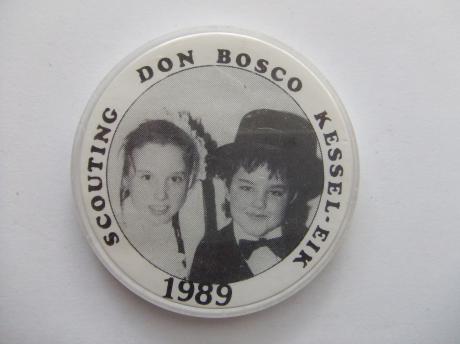 SCOUTING DON BOSCO KESSEL-EIK
1989